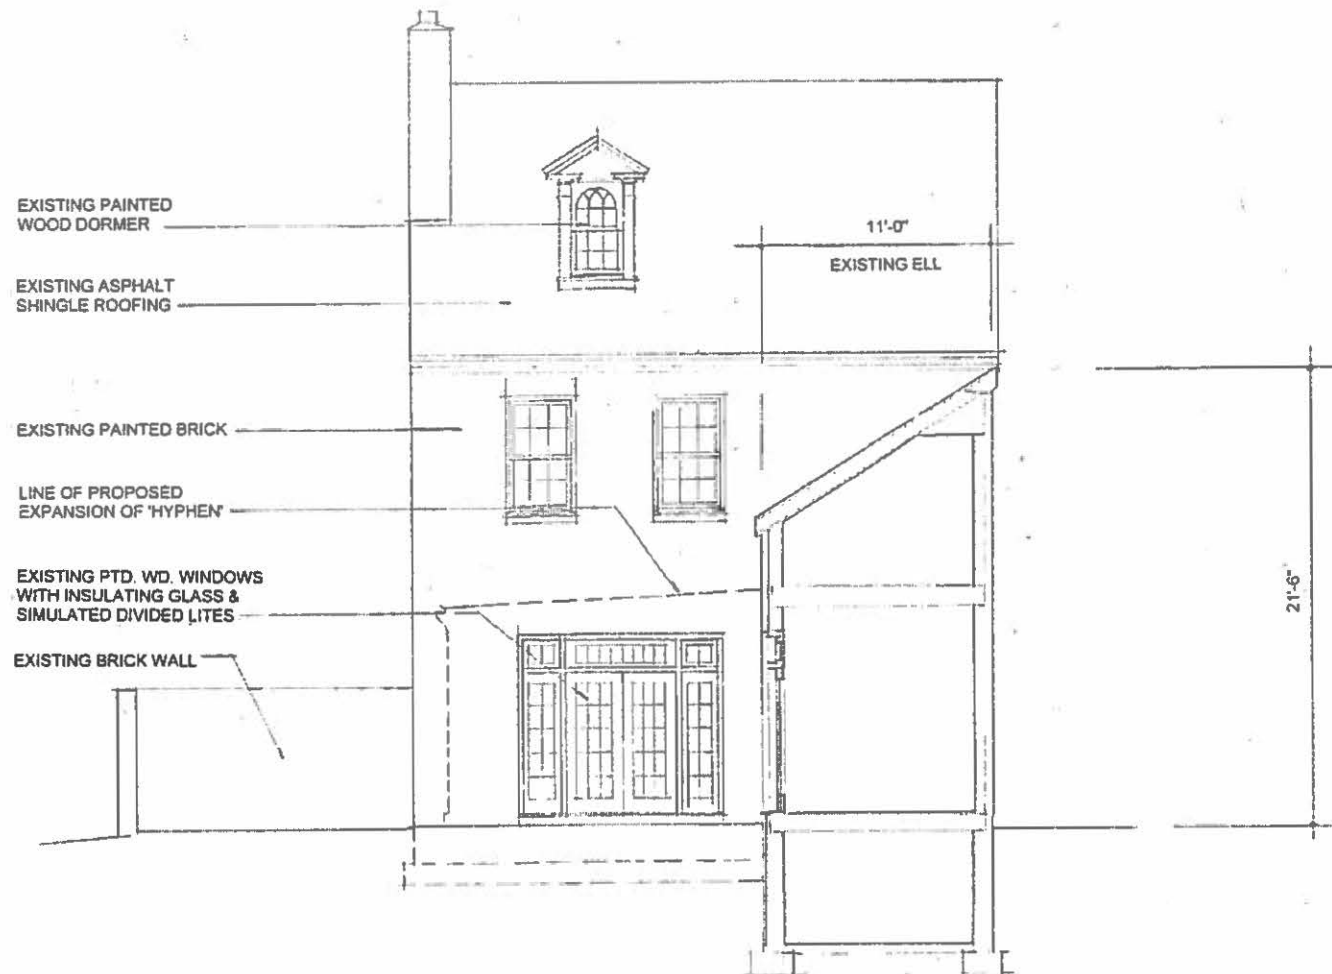 EXISTING PAINTED
WOOD DORMER
11'-0"
EXISTING ELL
EXISTING ASPHALT
SHINGLE ROOFING
EXISTING PAINTED BRICK
LINE OF PROPOSED
EXPANSION OF 'HYPHEN'
EXISTING PTD. WD. WINDOWS
WITH INSULATING GLASS &
SIMULATED DIVIDED LITES
21'-6"
EXISTING BRICK WALL